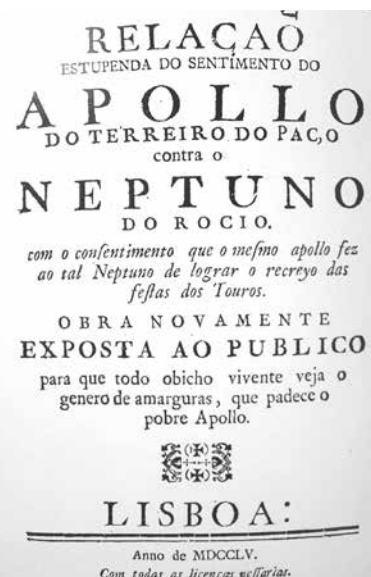 RELAÇAÕ
ESTUPENDA DO SENTIMENTO DO
APOLLO
DO TERREIRO DO PAÇO
contra o
NEPTUNO
DO ROCIO.
com o conſentimento que o meſmo apollo fez
ao tal Neptuno de lograr o recreyo das
feſtas dos Touros.
OBRA NOVAMENTE
EXPOSTA AO PUBLICO
para que todo obicho vivente veja o
genero de amarguras, que padece o
pobre Apollo.
LISBOA:
Anno de MDCCLV.
Com todas as licenças neſſarias.